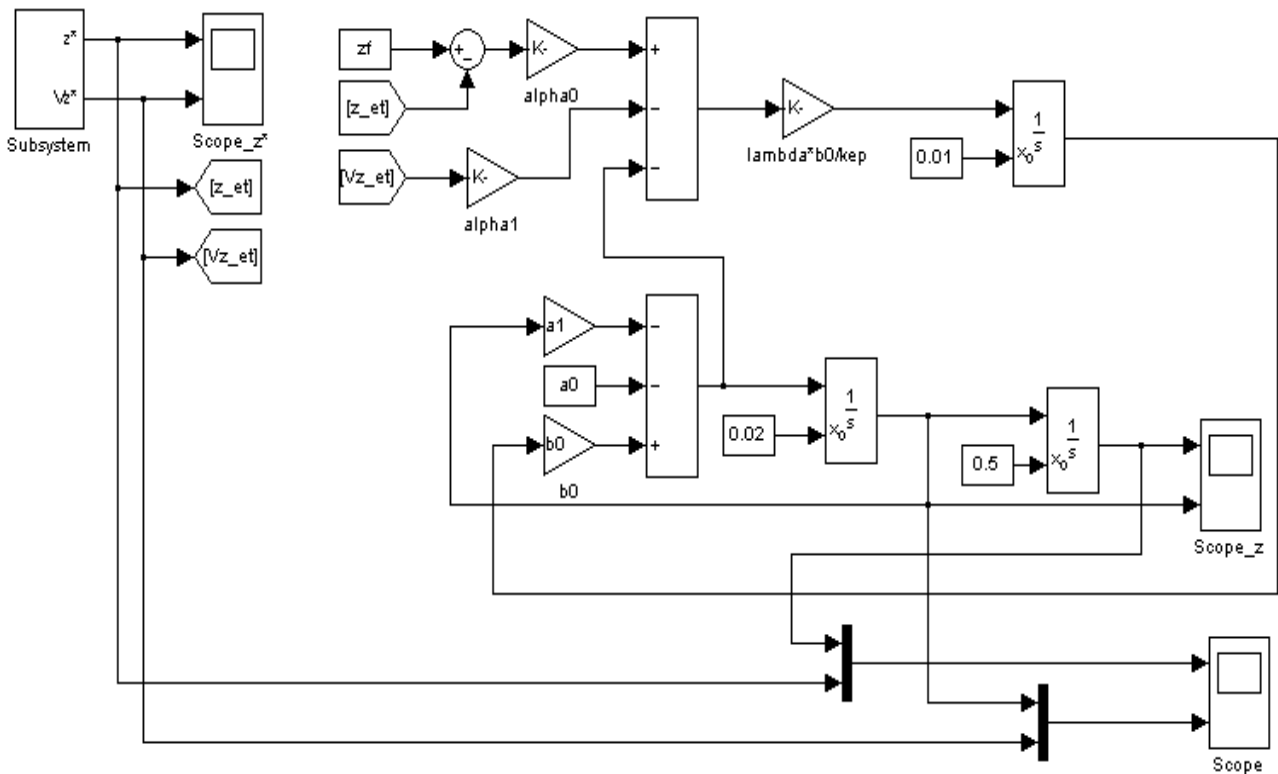 z*
Vz*
Subsystem
Scope_z*
[z_et]
[Vz_et]
zf
+
−
[z_et]
[Vz_et]
K-
alpha0
K-
alpha1
+
−
−
K-
lambda*b0/kep
0.01
1
s
x0
a1
a0
b0
b0
−
−
+
0.02
1
s
x0
0.5
1
s
x0
Scope_z
Scope